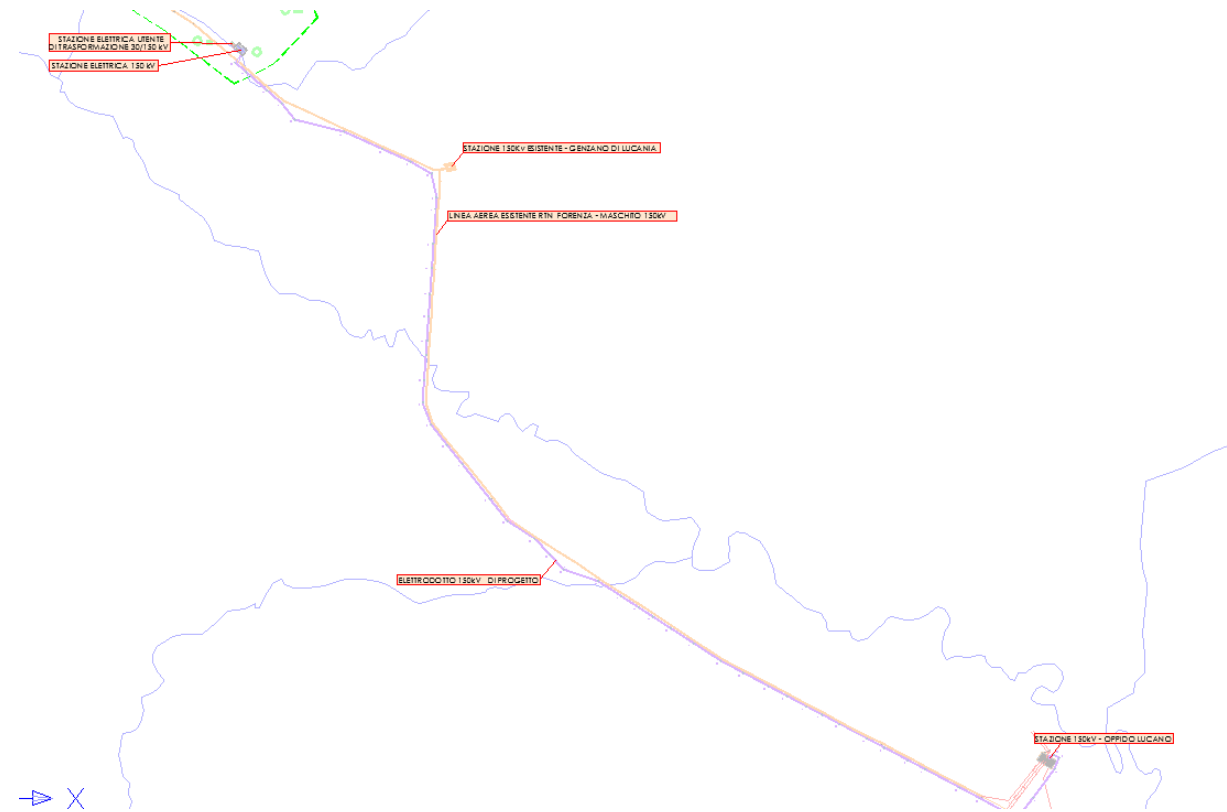 STAZIONE ELETTRICA UTENTE
DI TRASFORMAZIONE 30/150 kV
STAZIONE ELETTRICA 150 kV
STAZIONE 150Kv ESISTENTE - GENZANO DI LUCANIA
LINEA AEREA ESISTENTE RTN FORENZA - MASCHITO 150kV
ELETTRODOTTO 150kV DI PROGETTO
STAZIONE 150kV - OPPIDO LUCANO
X